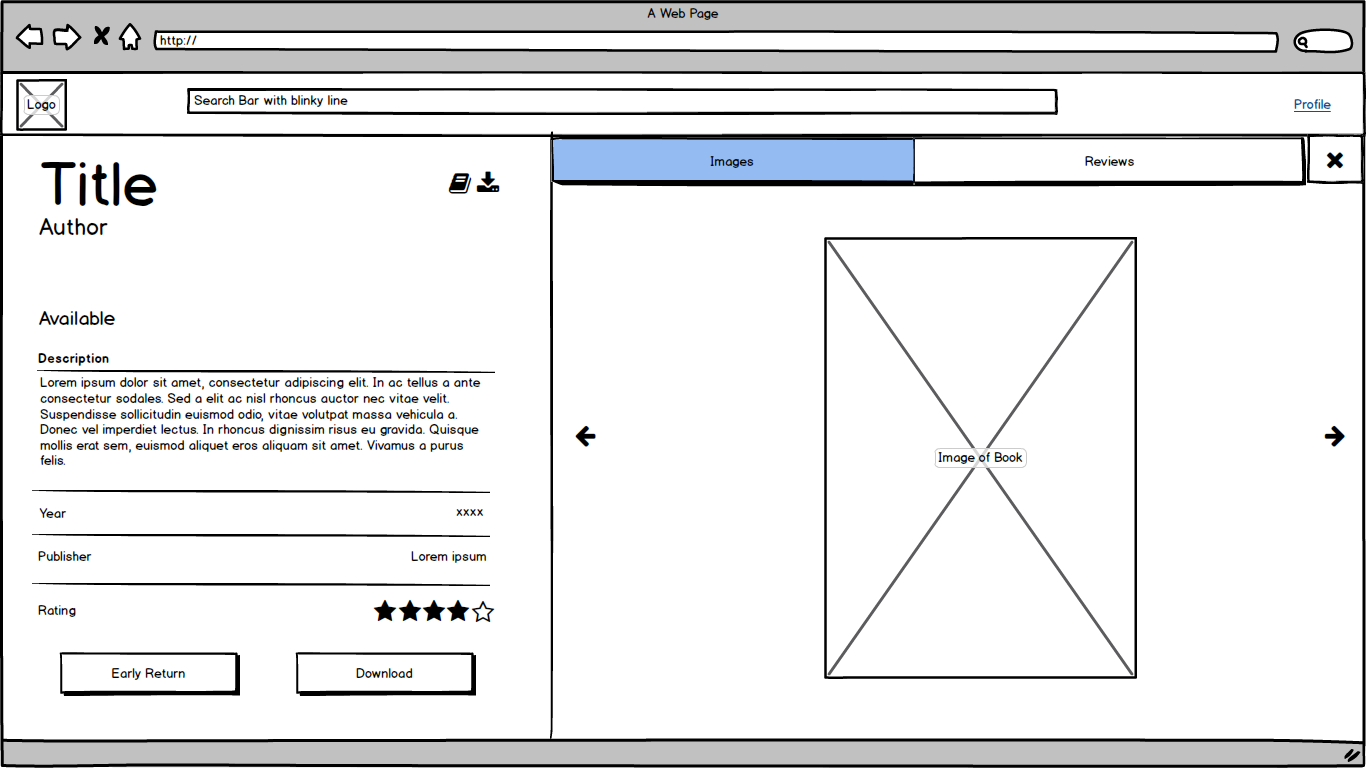 A Web Page
http://
Logo
Search Bar with blinky line
Profile
Title
Author
Available
Description
Lorem ipsum dolor sit amet, consectetur adipiscing elit. In ac tellus a ante
consectetur sodales. Sed a elit ac nisl rhoncus auctor nec vitae velit.
Suspendisse sollicitudin euismod odio, vitae volutpat massa vehicula a.
Donec vel imperdiet lectus. In rhoncus dignissim risus eu gravida. Quisque
mollis erat sem, euismod aliquet eros aliquam sit amet. Vivamus a purus
felis.
Year xxxx
Publisher Lorem ipsum
Rating
Early Return Download
Images Reviews
Image of Book